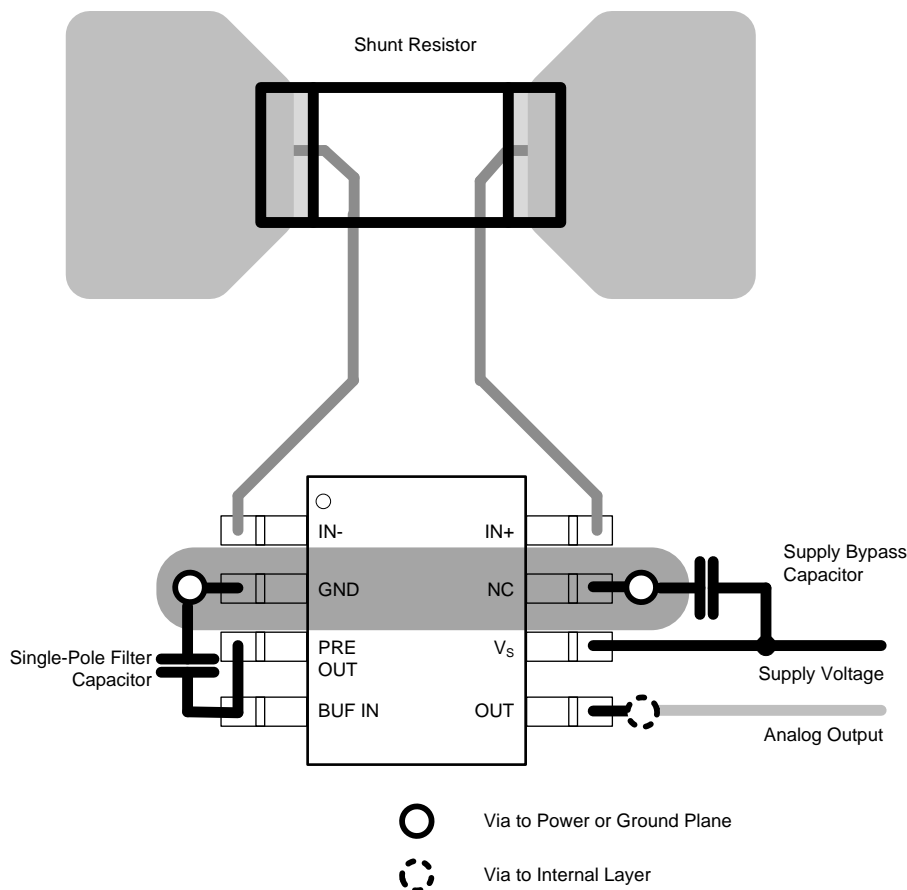 Shunt Resistor
IN-
IN+
GND
NC
Supply Bypass
Capacitor
Single-Pole Filter
Capacitor
PRE
OUT
VS
Supply Voltage
BUF IN
OUT
Analog Output
Via to Power or Ground Plane
Via to Internal Layer